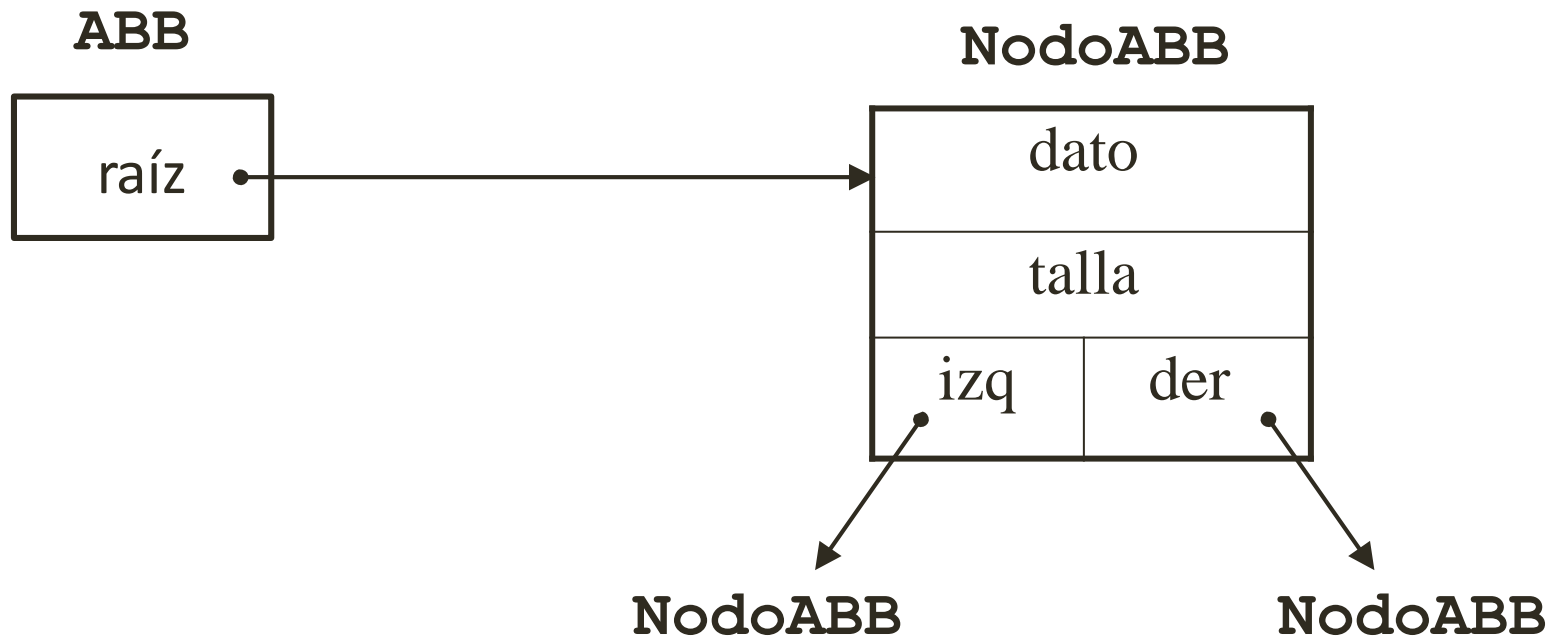 ABB
raíz
NodoABB
dato
talla
izq der
NodoABB NodoABB